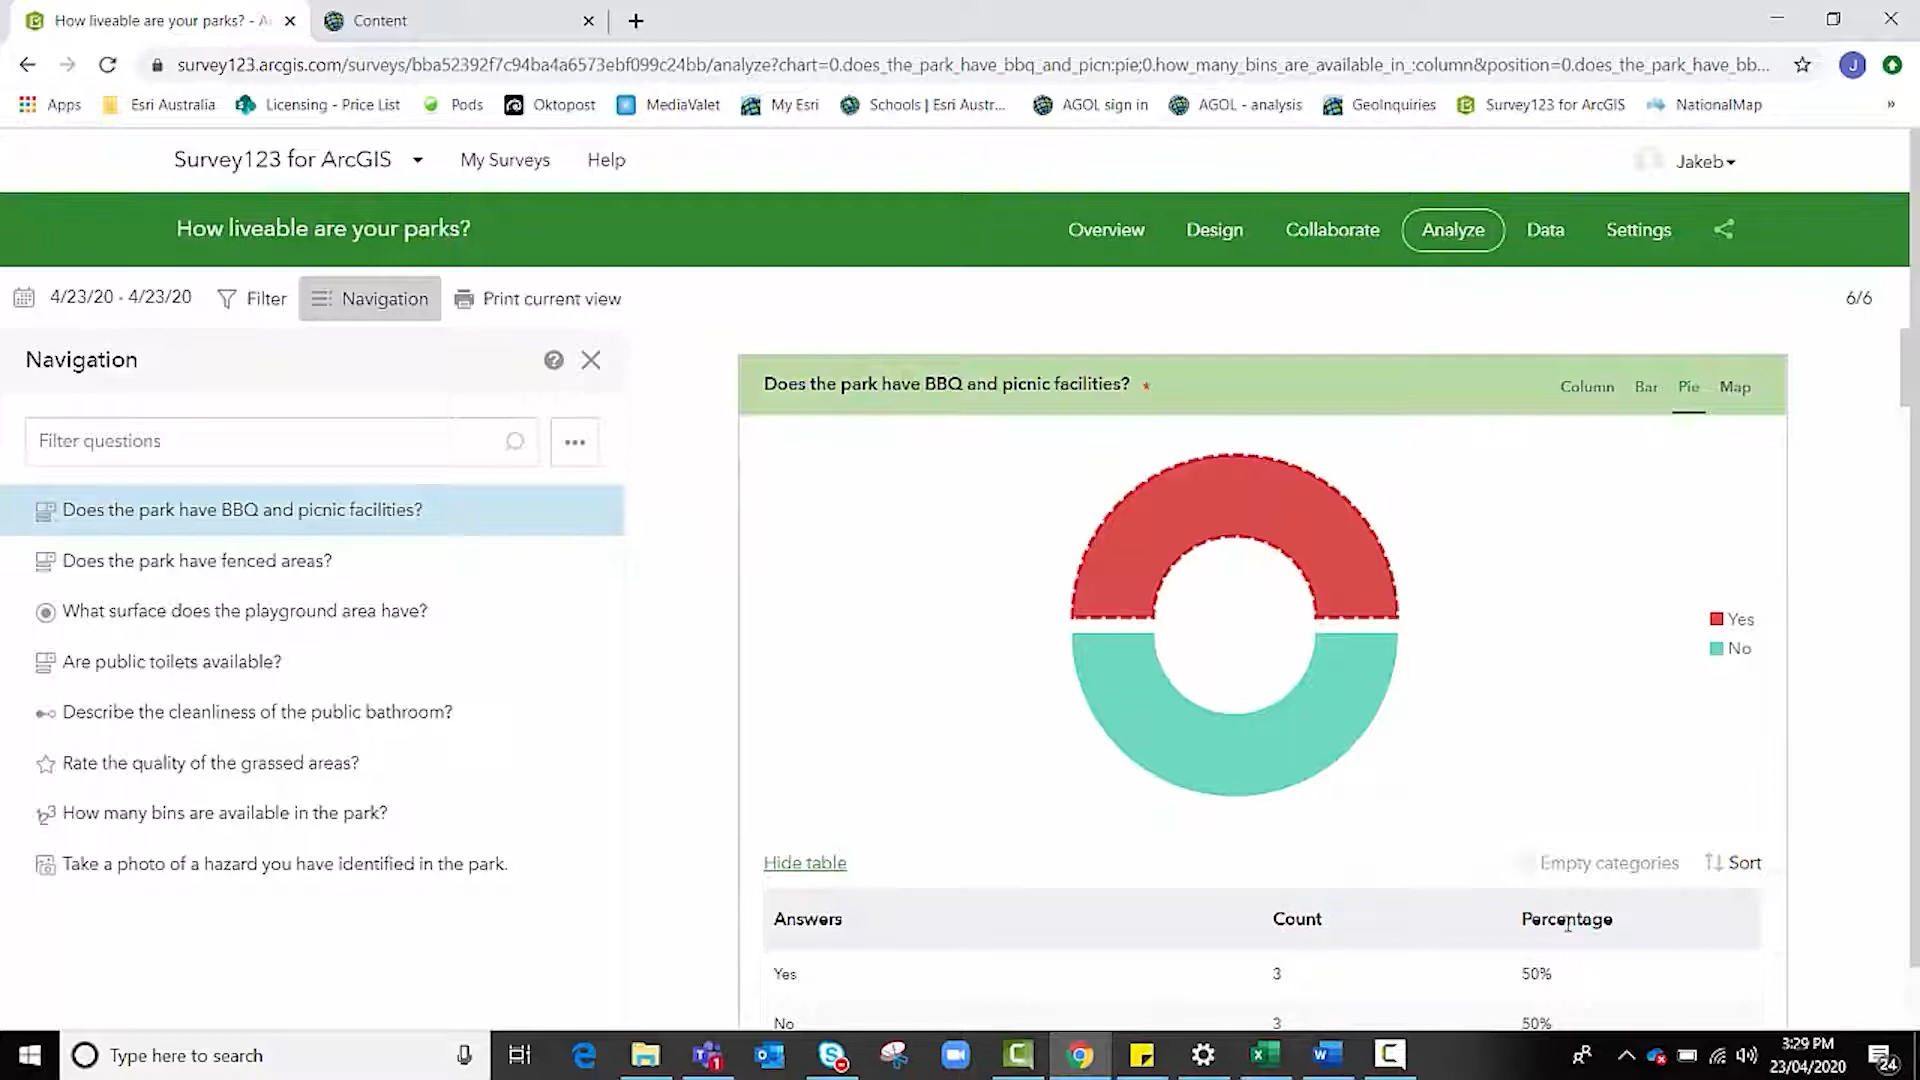 How liveable are your parks? - A
Content
survey123.arcgis.com/surveys/bba52392f7c94ba4a6573ebf099c24bb/analyze?chart=0.does_the_park_have_bbq_and_picn:pie;0.how_many_bins_are_available_in_:column&position=0.does_the_park_have_bb...
J
Apps Esri Australia Licensing - Price List Pods Oktopost MediaValet My Esri Schools | Esri Austr... AGOL sign in AGOL - analysis GeoInquiries Survey123 for ArcGIS NationalMap »
Survey123 for ArcGIS My Surveys Help Jakeb
How liveable are your parks? Overview Design Collaborate Analyze Data Settings
4/23/20 - 4/23/20 Filter Navigation Print current view 6/6
Navigation
Filter questions
Does the park have BBQ and picnic facilities?
Does the park have fenced areas?
What surface does the playground area have?
Are public toilets available?
Describe the cleanliness of the public bathroom?
Rate the quality of the grassed areas?
How many bins are available in the park?
Take a photo of a hazard you have identified in the park.
Does the park have BBQ and picnic facilities? * Column Bar Pie Map
Yes
No
Hide table Empty categories Sort
Answers Count Percentage
Yes 3 50%
No 3 50%
Type here to search
3:29 PM
23/04/2020
24